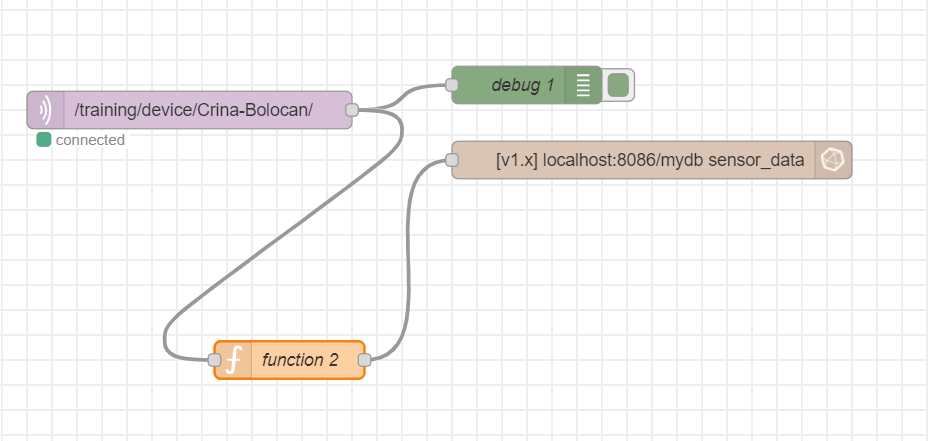 /training/device/Crina-Bolocan/
connected
debug 1
[v1.x] localhost:8086/mydb sensor_data
function 2